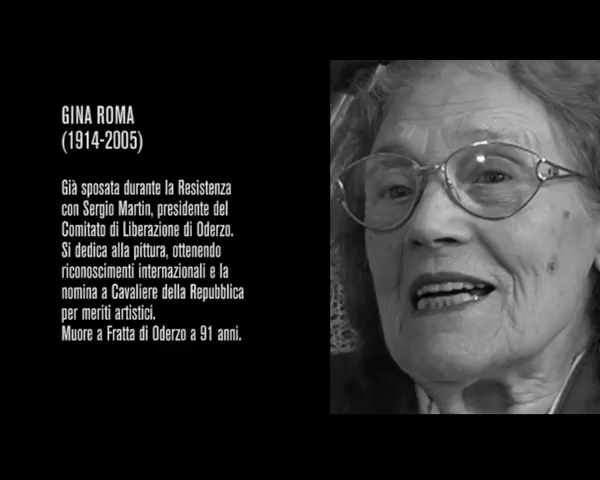 GINA ROMA
(1914-2005)
Già sposata durante la Resistenza
con Sergio Martin, presidente del
Comitato di Liberazione di Oderzo.
Si dedica alla pittura, ottenendo
riconoscimenti internazionali e la
nomina a Cavaliere della Repubblica
per meriti artistici.
Muore a Fratta di Oderzo a 91 anni.